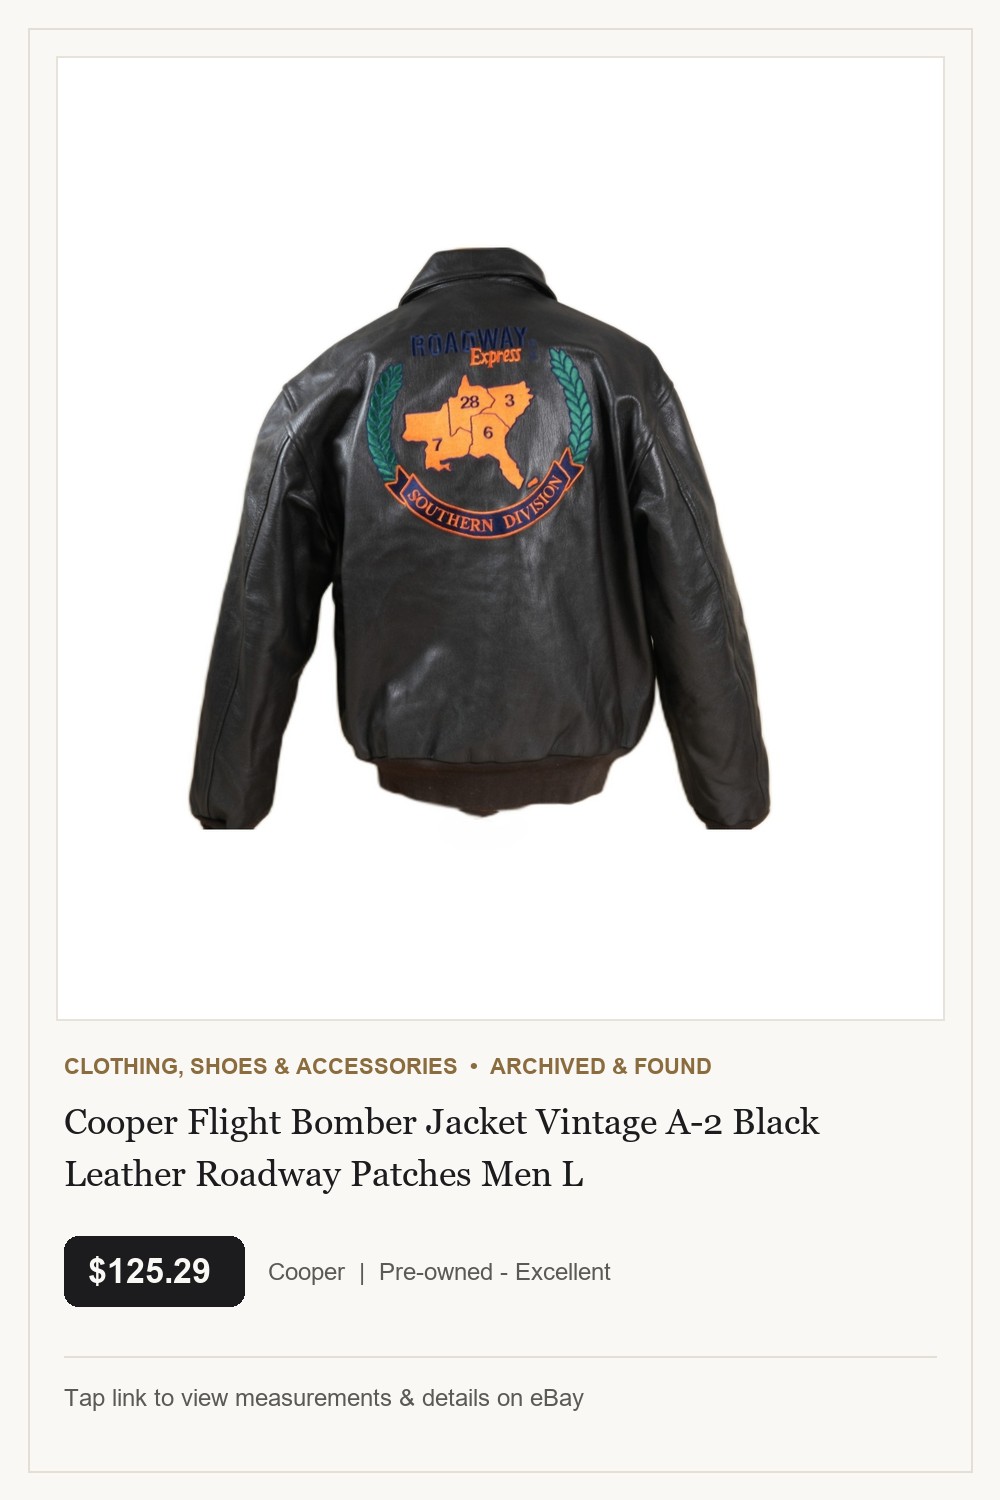 ROADWAY
Express
28 3
7 6
SOUTHERN DIVISION
CLOTHING, SHOES & ACCESSORIES • ARCHIVED & FOUND
Cooper Flight Bomber Jacket Vintage A-2 Black
Leather Roadway Patches Men L
$125.29
Cooper | Pre-owned - Excellent
Tap link to view measurements & details on eBay